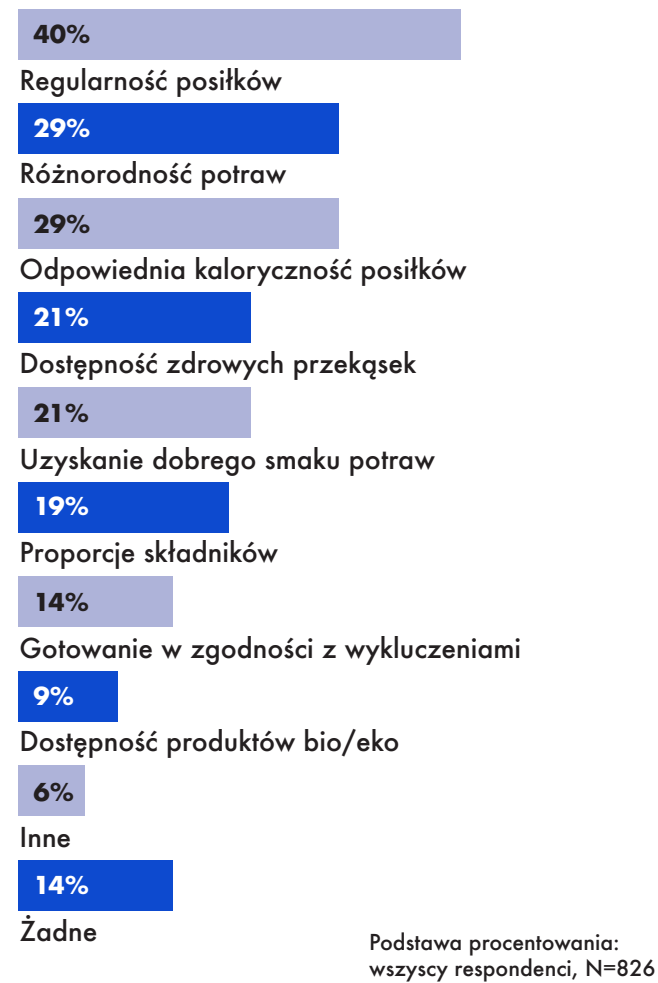 40%
Regularność posiłków
29%
Różnorodność potraw
29%
Odpowiednia kaloryczność posiłków
21%
Dostępność zdrowych przekąsek
21%
Uzyskanie dobrego smaku potraw
19%
Proporcje składników
14%
Gotowanie w zgodności z wykluczeniami
9%
Dostępność produktów bio/eko
6%
Inne
14%
Żadne
Podstawa procentowania:
wszyscy respondenci, N=826